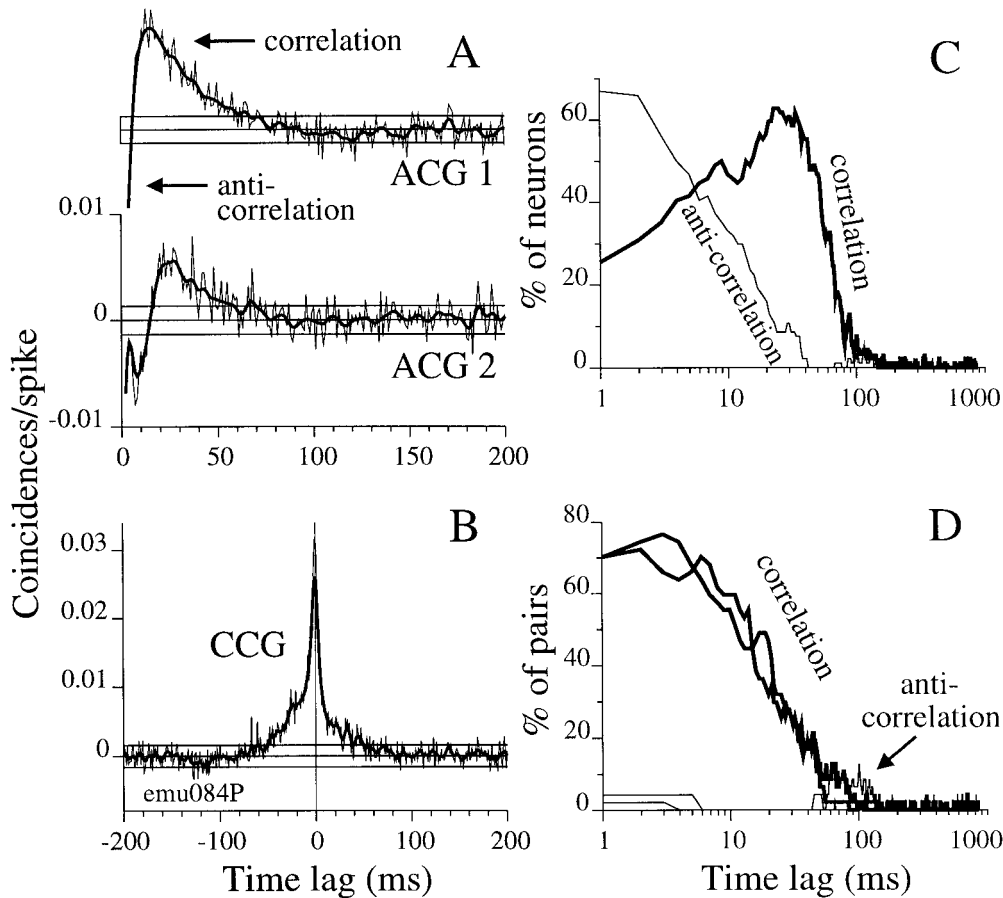 A
correlation
ACG 1
anti-
correlation
0.01
0
-0.01
ACG 2
0 50 100 150 200
Coincidences/spike
B
0.03
0.02
0.01
0
CCG
emu084P
-200 -100 0 100 200
Time lag (ms)
C
% of neurons
60
40
20
0
correlation
anti-correlation
1 10 100 1000
D
% of pairs
80
60
40
20
0
correlation
anti-
correlation
1 10 100 1000
Time lag (ms)